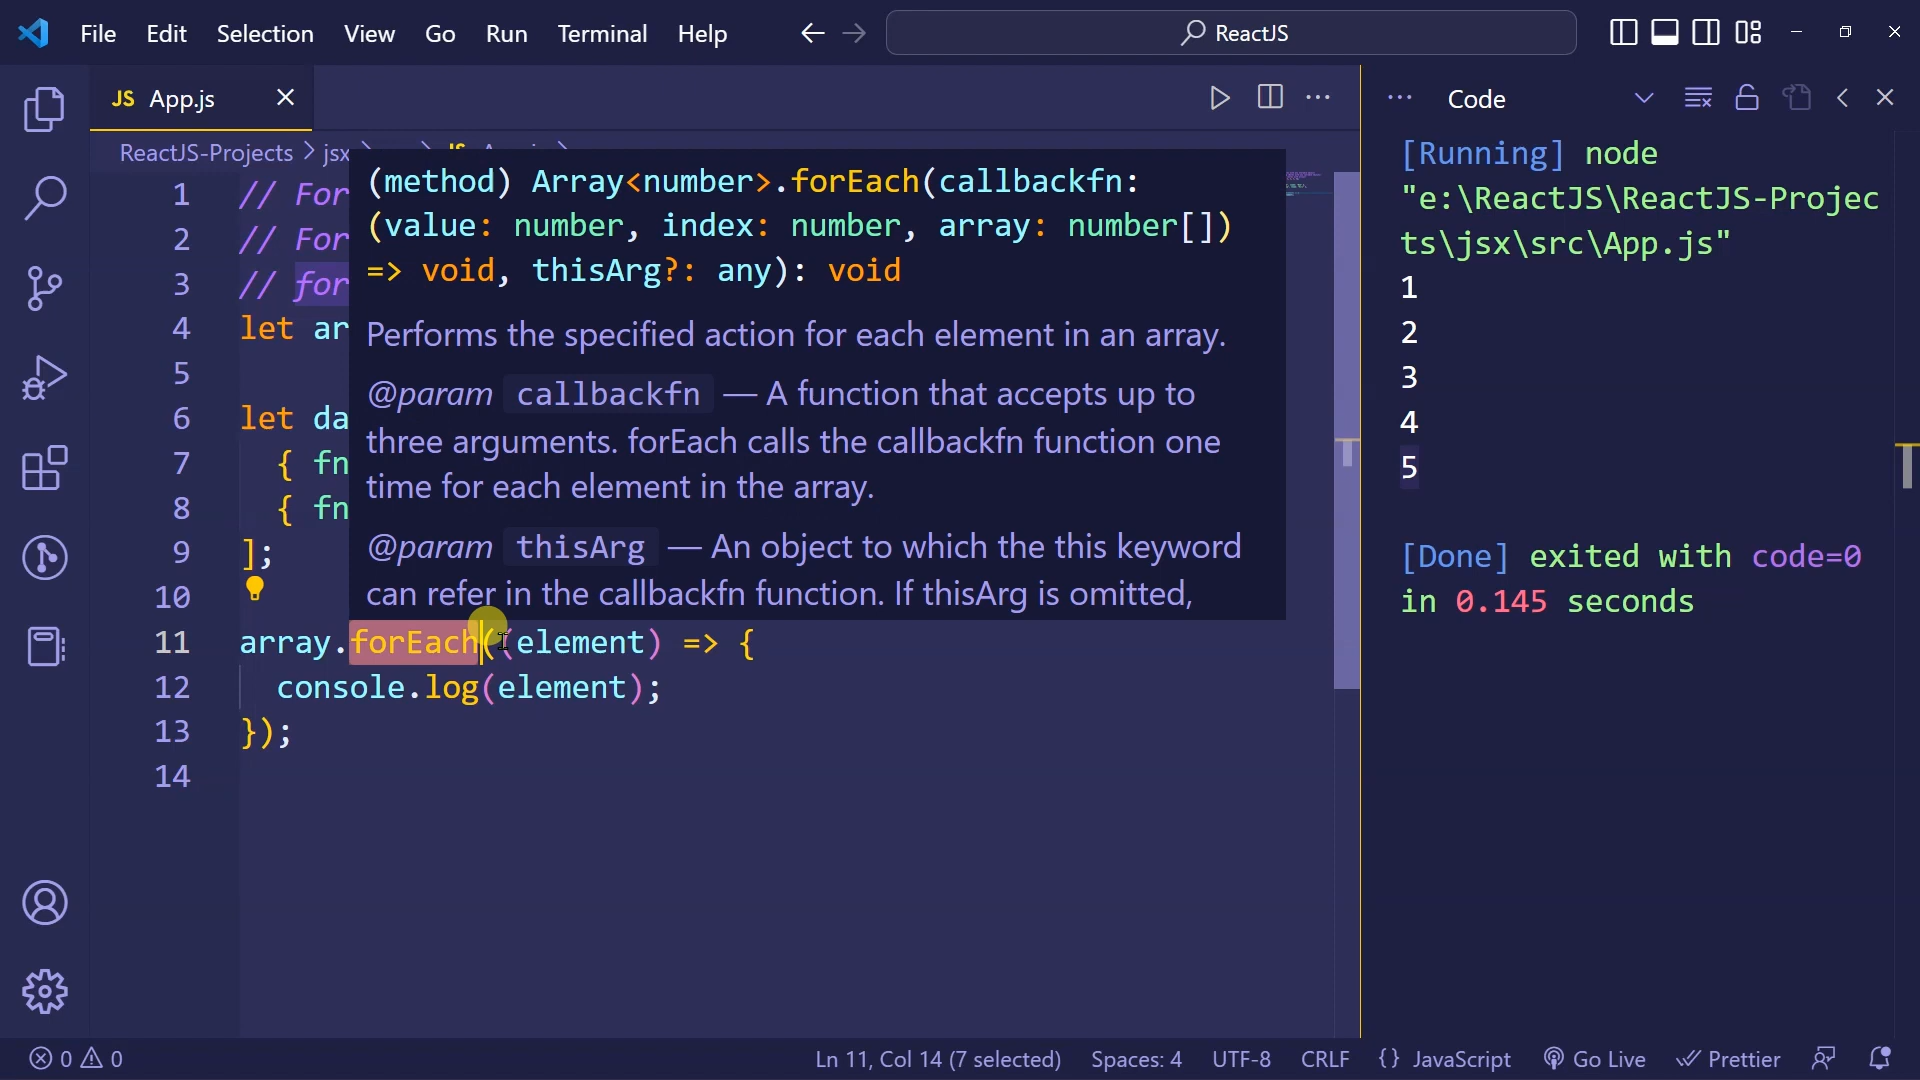 File Edit Selection View Go Run Terminal Help
ReactJS
JS App.js
Code
ReactJS-Projects > jsx
1 // For
2 // For
3 // for
4 let ar
5
6 let da
7 { fn
8 { fn
9 ];
10
11 array.forEach((element) => {
12 console.log(element);
13 });
14
(method) Array<number>.forEach(callbackfn:
(value: number, index: number, array: number[])
=> void, thisArg?: any): void
Performs the specified action for each element in an array.
@param callbackfn — A function that accepts up to
three arguments. forEach calls the callbackfn function one
time for each element in the array.
@param thisArg — An object to which the this keyword
can refer in the callbackfn function. If thisArg is omitted,
[Running] node
"e:\ReactJS\ReactJS-Projec
ts\jsx\src\App.js"
1
2
3
4
5
[Done] exited with code=0
in 0.145 seconds
0 0
Ln 11, Col 14 (7 selected) Spaces: 4 UTF-8 CRLF {} JavaScript Go Live Prettier